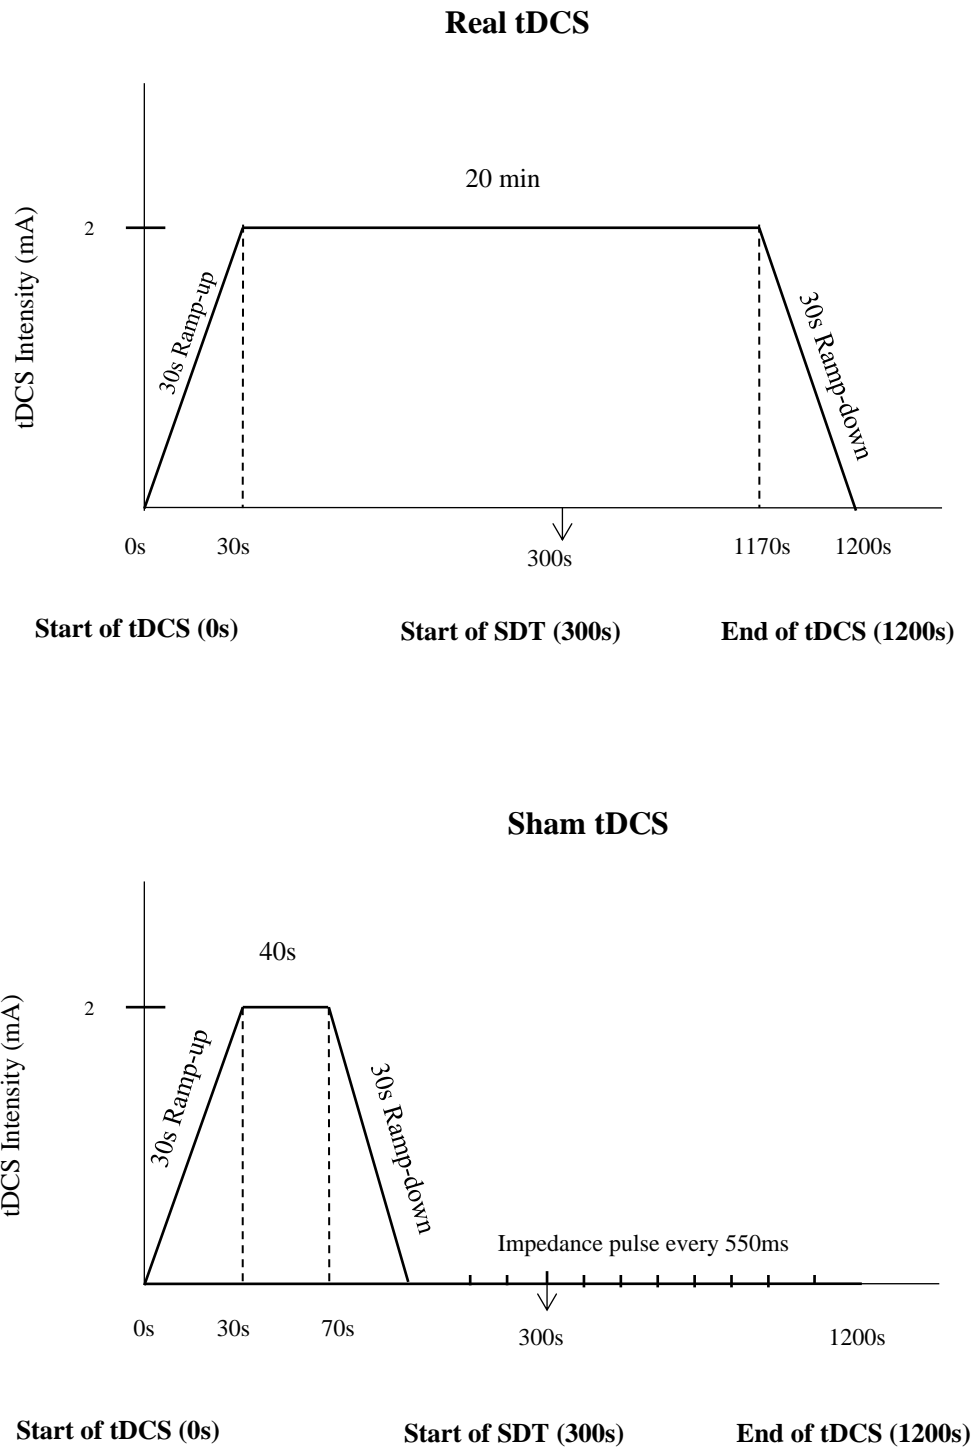 Real tDCS
20 min
tDCS Intensity (mA)
2
30s Ramp-up
30s Ramp-down
0s
30s
300s
1170s
1200s
Start of tDCS (0s)
Start of SDT (300s)
End of tDCS (1200s)
Sham tDCS
40s
tDCS Intensity (mA)
2
30s Ramp-up
30s Ramp-down
Impedance pulse every 550ms
0s
30s
70s
300s
1200s
Start of tDCS (0s)
Start of SDT (300s)
End of tDCS (1200s)